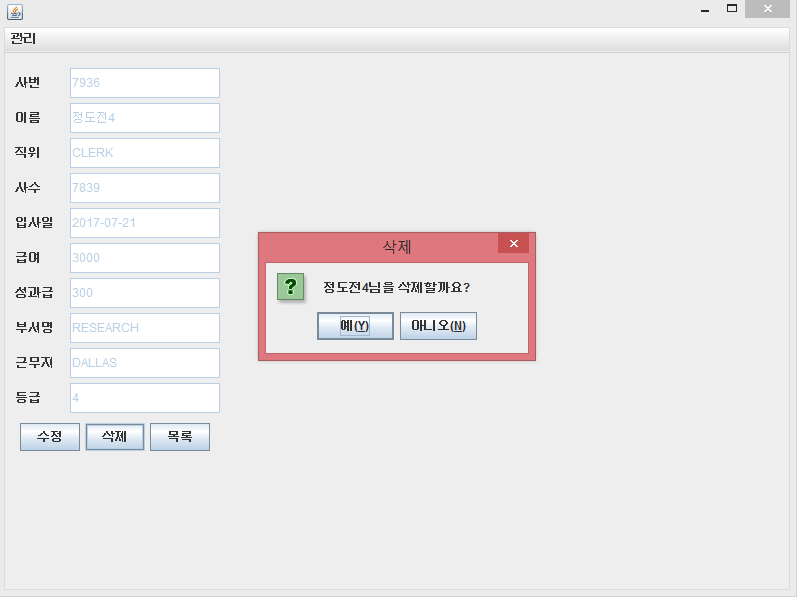 관리
사번 7936
이름 정도전4
직위 CLERK
사수 7839
입사일 2017-07-21
급여 3000
성과급 300
부서명 RESEARCH
근무지 DALLAS
등급 4
수정 삭제 목록
삭제
정도전4님을 삭제할까요?
예(Y) 아니오(N)